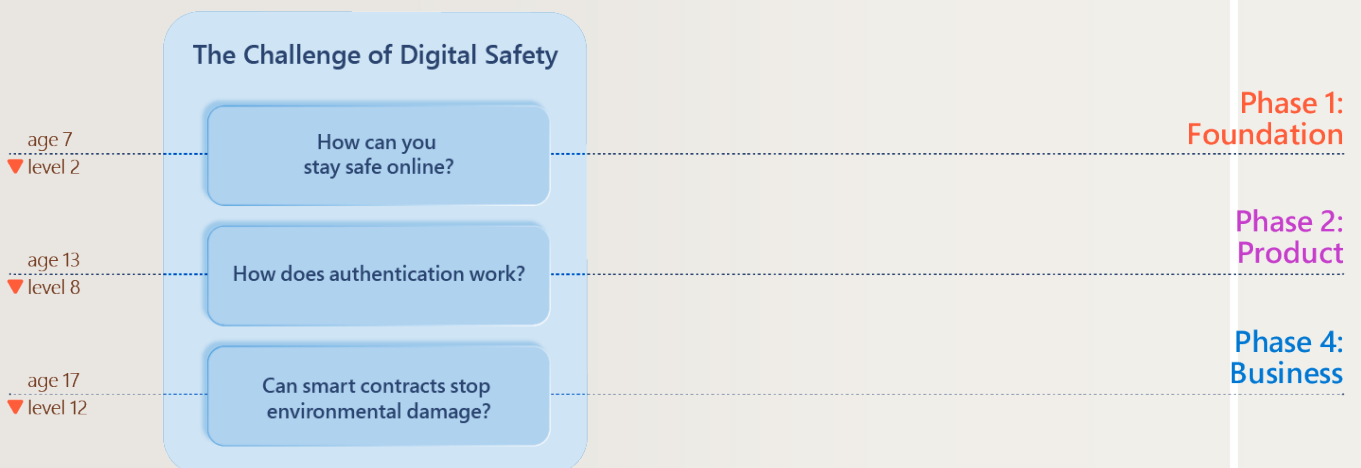 The Challenge of Digital Safety
Phase 1:
Foundation
age 7
level 2
How can you
stay safe online?
Phase 2:
Product
age 13
level 8
How does authentication work?
Phase 4:
Business
age 17
level 12
Can smart contracts stop
environmental damage?